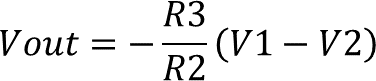 Vout = − R3/R2 (V1 − V2)